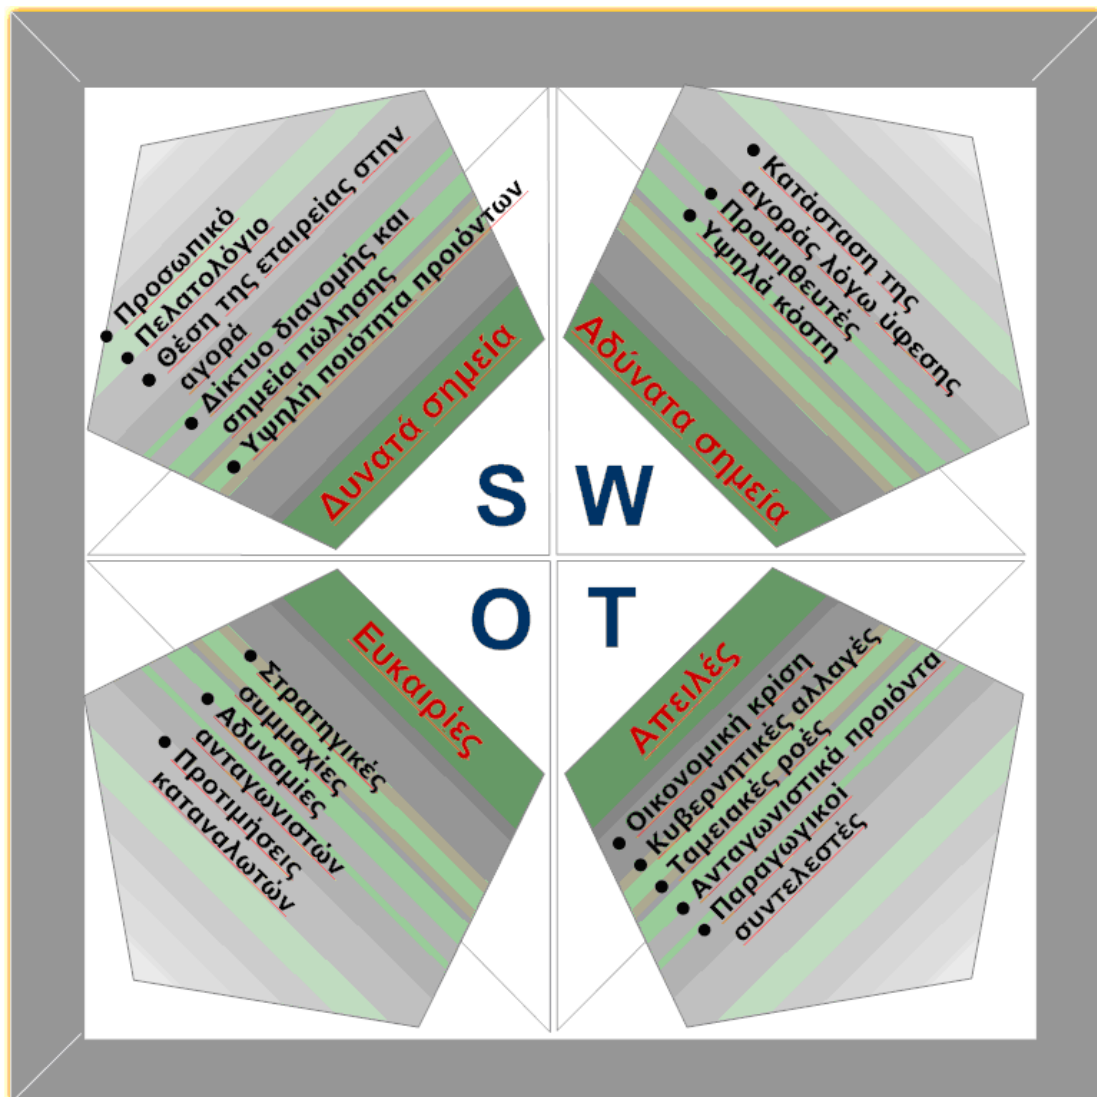 Προσωπικό
Πελατολόγιο
Θέση της εταιρείας στην
αγορά
Δίκτυο διανομής και
σημεία πώλησης
Υψηλή ποιότητα προιόντων
Δυνατά σημεία
S
Κατάσταση της
αγοράς λόγω ύφεσης
Προμηθευτές
Υψηλά κόστη
Αδύνατα σημεία
W
Ευκαιρίες
O
Στρατηγικές
συμμαχίες
Αδυναμίες
ανταγωνιστών
Προτιμήσεις
καταναλωτών
Απειλές
T
Οικονομική κρίση
Κυβερνητικές αλλαγές
Ταμειακές ροές
Ανταγωνιστικά προιόντα
Παραγωγικοί
συντελεστές